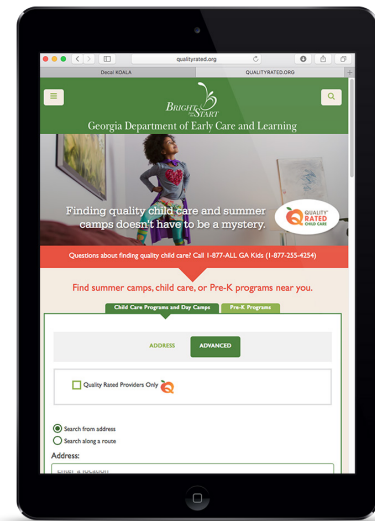 qualityrated.org
Decal KOALA
QUALITYRATED.ORG
BRIGHT
from the
START
Georgia Department of Early Care and Learning
Finding quality child care and summer
camps doesn't have to be a mystery.
QUALITY
RATED
CHILD CARE
Questions about finding quality child care? Call 1-877-ALL GA Kids (1-877-255-4254)
Find summer camps, child care, or Pre-K programs near you.
Child Care Programs and Day Camps
Pre-K Programs
ADDRESS
ADVANCED
Quality Rated Providers Only
Search from address
Search along a route
Address: